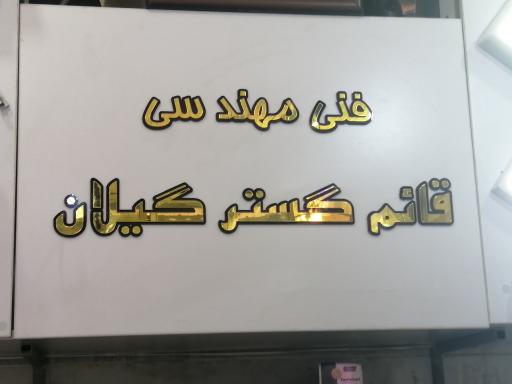 فنی مهندسی
قائم گستر گیلان